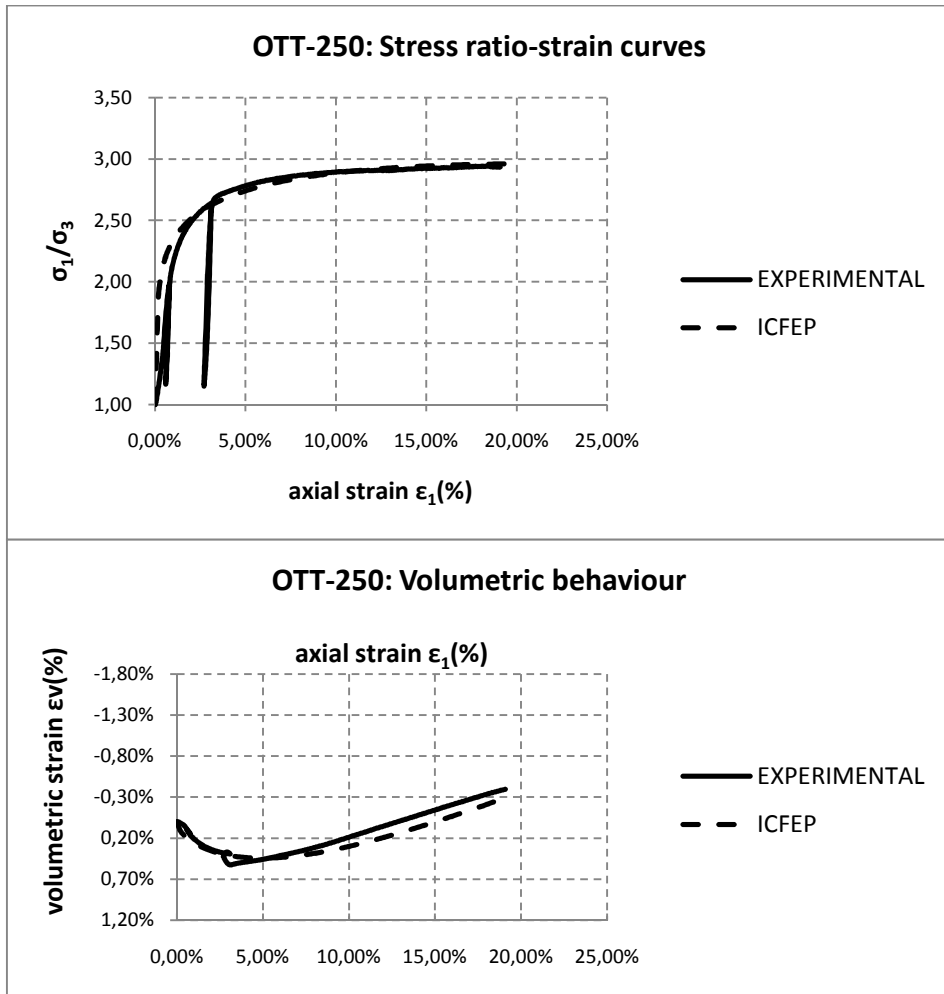 OTT-250: Stress ratio-strain curves
3,50
3,00
2,50
2,00
1,50
1,00
σ1/σ3
0,00% 5,00% 10,00% 15,00% 20,00% 25,00%
axial strain ε1(%)
EXPERIMENTAL
ICFEP
OTT-250: Volumetric behaviour
axial strain ε1(%)
-1,80%
-1,30%
-0,80%
-0,30%
0,20%
0,70%
1,20%
volumetric strain εv(%)
0,00% 5,00% 10,00% 15,00% 20,00% 25,00%
EXPERIMENTAL
ICFEP